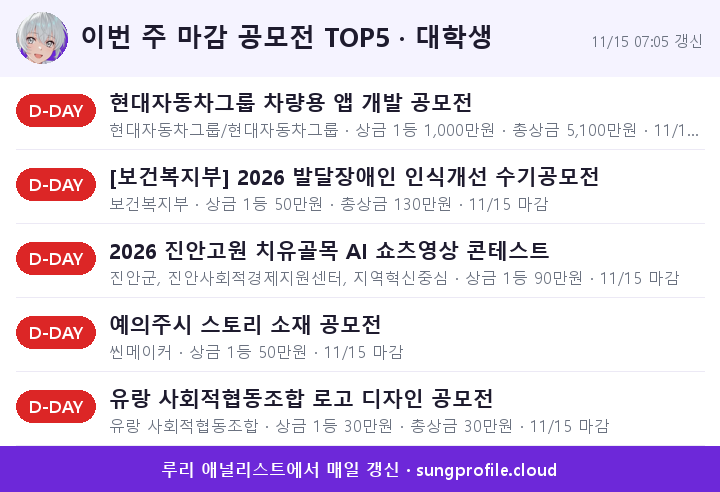 이번 주 마감 공모전 TOP5 · 대학생
11/15 07:05 갱신
D-DAY
현대자동차그룹 차량용 앱 개발 공모전
현대자동차그룹/현대자동차그룹 · 상금 1등 1,000만원 · 총상금 5,100만원 · 11/1...
D-DAY
[보건복지부] 2026 발달장애인 인식개선 수기공모전
보건복지부 · 상금 1등 50만원 · 총상금 130만원 · 11/15 마감
D-DAY
2026 진안고원 치유골목 AI 쇼츠영상 콘테스트
진안군, 진안사회적경제지원센터, 지역혁신중심 · 상금 1등 90만원 · 11/15 마감
D-DAY
예의주시 스토리 소재 공모전
씬메이커 · 상금 1등 50만원 · 11/15 마감
D-DAY
유랑 사회적협동조합 로고 디자인 공모전
유랑 사회적협동조합 · 상금 1등 30만원 · 총상금 30만원 · 11/15 마감
루리 애널리스트에서 매일 갱신 · sungprofile.cloud